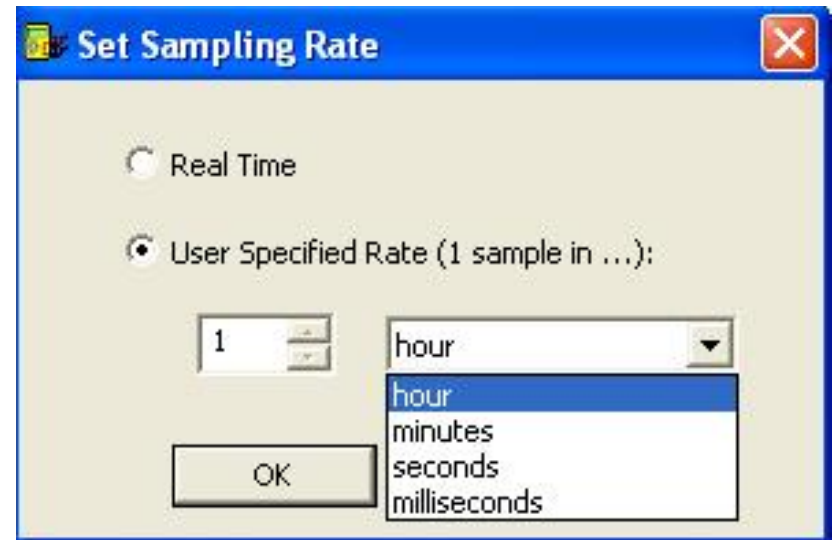 Set Sampling Rate
Real Time
User Specified Rate (1 sample in ...):
1
hour
hour
minutes
seconds
milliseconds
OK